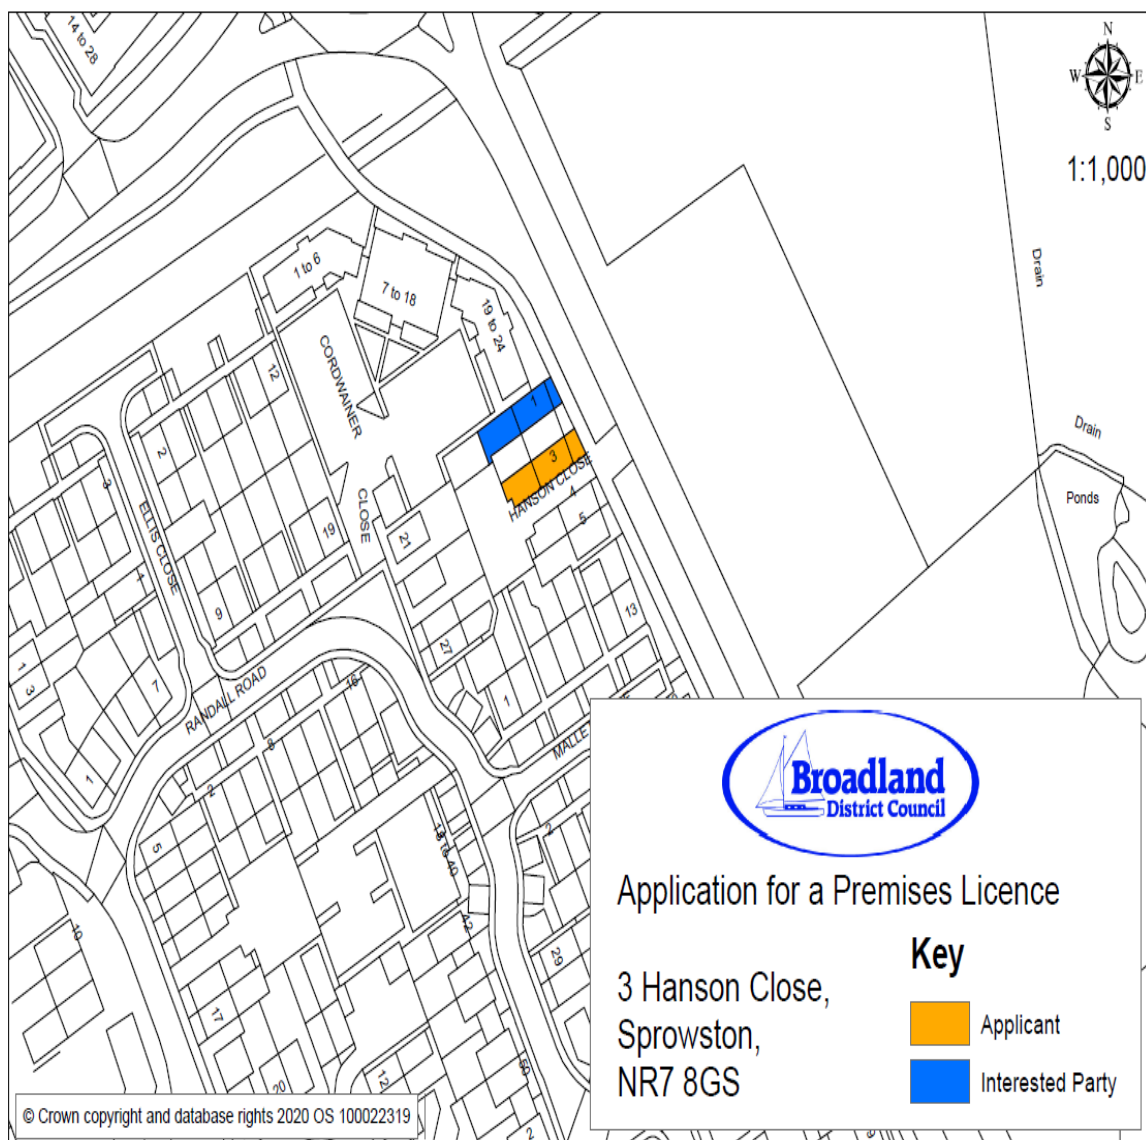 14 to 28
N
W E
S
1:1,000
Drain
1 to 6
7 to 18
19 to 24
CORDWAINER
CLOSE
12
1
3
HANSON CLOSE
4
5
Drain
Ponds
2
3
ELLIS CLOSE
4
19
21
9
13
27
1
1
3
7
RANDALL ROAD
16
8
2
1
MALLE
5
2
42
10
29
17
50
20
12
2
Broadland
District Council
Application for a Premises Licence
Key
3 Hanson Close,
Sprowston,
NR7 8GS
Applicant
Interested Party
© Crown copyright and database rights 2020 OS 100022319